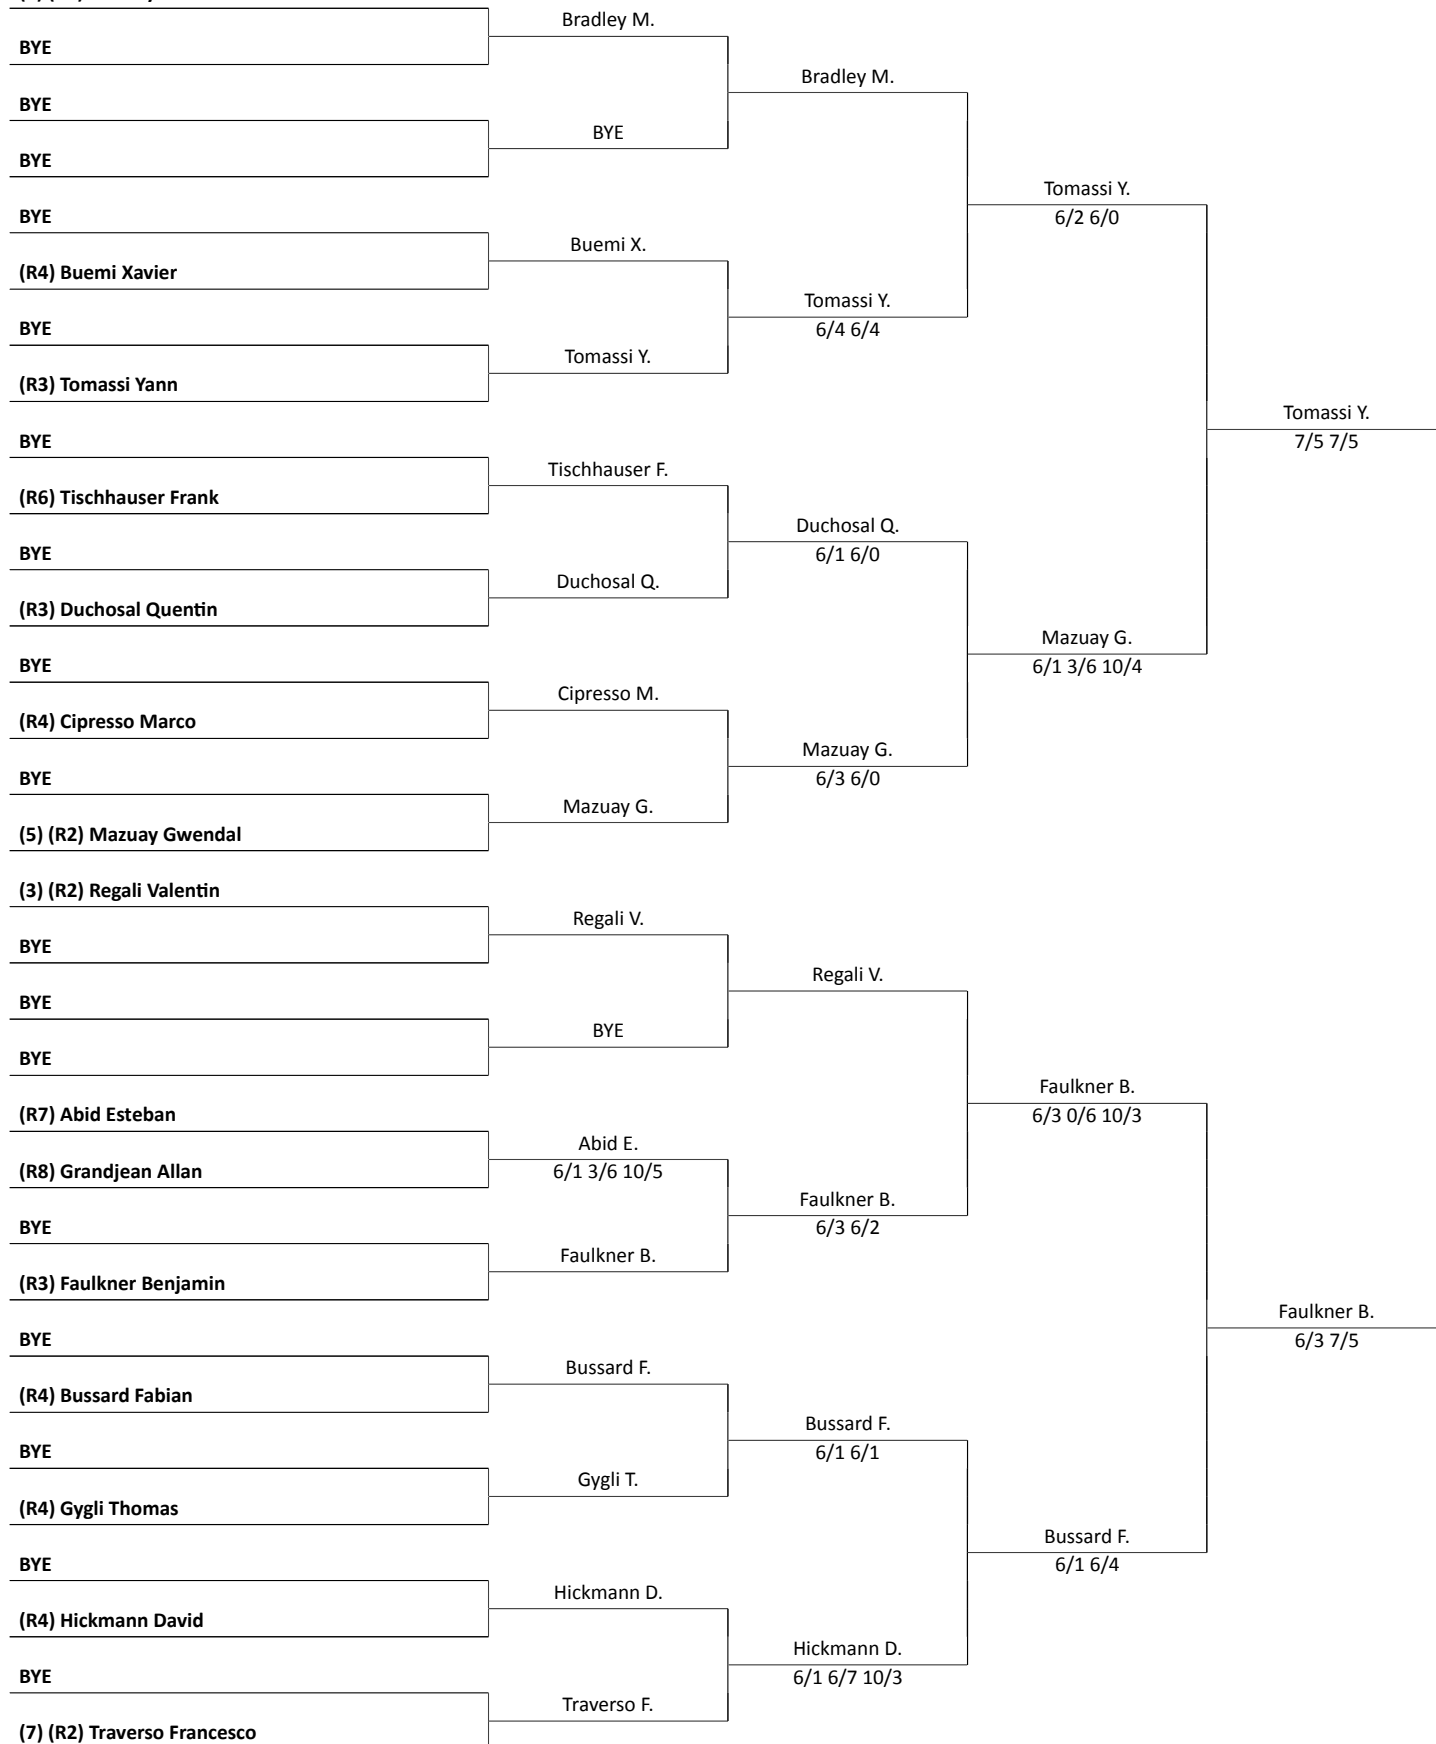 Bradley M.
BYE
Bradley M.
BYE
BYE
BYE
Tomassi Y.
BYE
6/2 6/0
Buemi X.
(R4) Buemi Xavier
Tomassi Y.
BYE
6/4 6/4
Tomassi Y.
(R3) Tomassi Yann
Tomassi Y.
BYE
7/5 7/5
Tischhauser F.
(R6) Tischhauser Frank
Duchosal Q.
BYE
6/1 6/0
Duchosal Q.
(R3) Duchosal Quentin
Mazuay G.
BYE
6/1 3/6 10/4
Cipresso M.
(R4) Cipresso Marco
Mazuay G.
BYE
6/3 6/0
Mazuay G.
(5) (R2) Mazuay Gwendal
(3) (R2) Regali Valentin
Regali V.
BYE
Regali V.
BYE
BYE
BYE
Faulkner B.
(R7) Abid Esteban
6/3 0/6 10/3
Abid E.
(R8) Grandjean Allan
6/1 3/6 10/5
Faulkner B.
BYE
6/3 6/2
Faulkner B.
(R3) Faulkner Benjamin
Faulkner B.
BYE
6/3 7/5
Bussard F.
(R4) Bussard Fabian
Bussard F.
BYE
6/1 6/1
Gygli T.
(R4) Gygli Thomas
Bussard F.
BYE
6/1 6/4
Hickmann D.
(R4) Hickmann David
Hickmann D.
BYE
6/1 6/7 10/3
Traverso F.
(7) (R2) Traverso Francesco